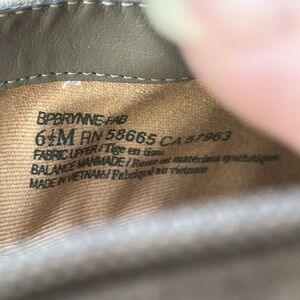 BPBRYNNE-FAB
6½M RN 58665 CA 57963
FABRIC UPPER / Tige en tissu
BALANCE MANMADE / Reste en matériaux synthétiques
MADE IN VIETNAM / Fabriqué au vietnam